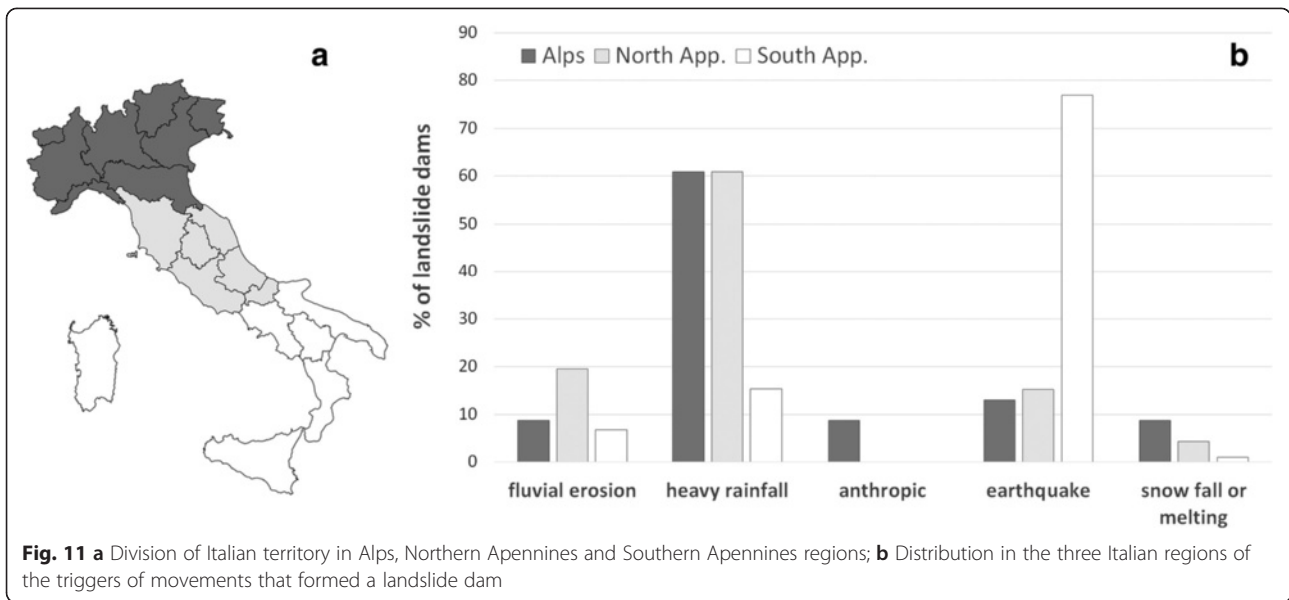 a
b
Alps North App. South App.
% of landslide dams
90
80
70
60
50
40
30
20
10
0
fluvial erosion
heavy rainfall
anthropic
earthquake
snow fall or
melting
Fig. 11 a Division of Italian territory in Alps, Northern Apennines and Southern Apennines regions; b Distribution in the three Italian regions of
the triggers of movements that formed a landslide dam